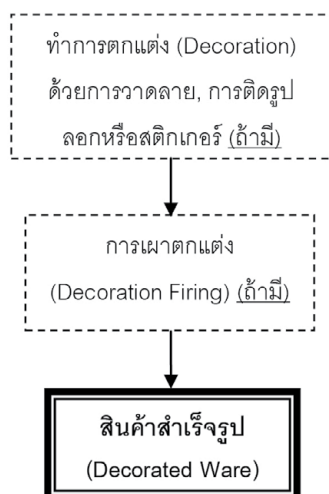 ทำการตกแต่ง (Decoration)
ด้วยการวาดลาย, การติดรูป
ลอกหรือสติกเกอร์ (ถ้ามี)
การเผาตกแต่ง
(Decoration Firing) (ถ้ามี)
สินค้าสำเร็จรูป
(Decorated Ware)